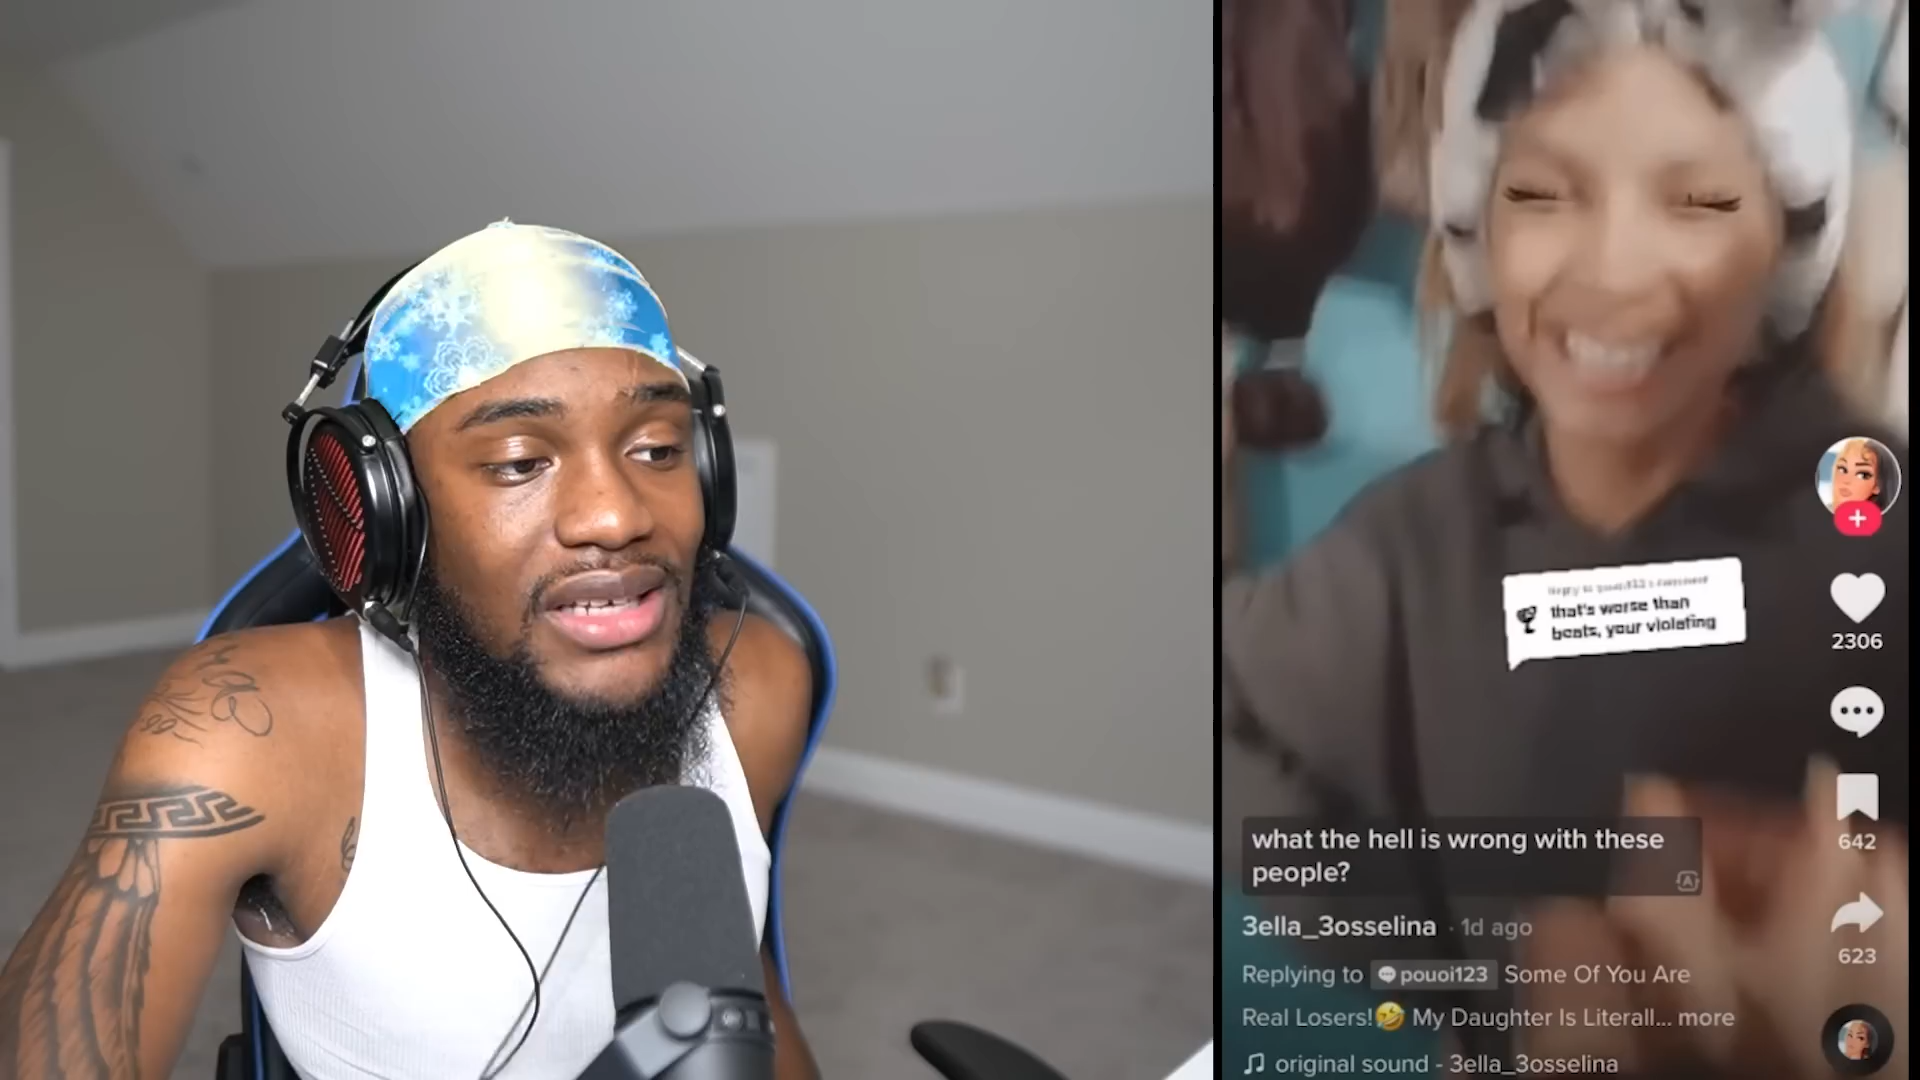 that's worse than
beats, your violating
2306
642
623
what the hell is wrong with these
people?
3ella_3osselina · 1d ago
Replying to pouoi123 Some Of You Are
Real Losers!🤣 My Daughter Is Literall... more
original sound - 3ella_3osselina